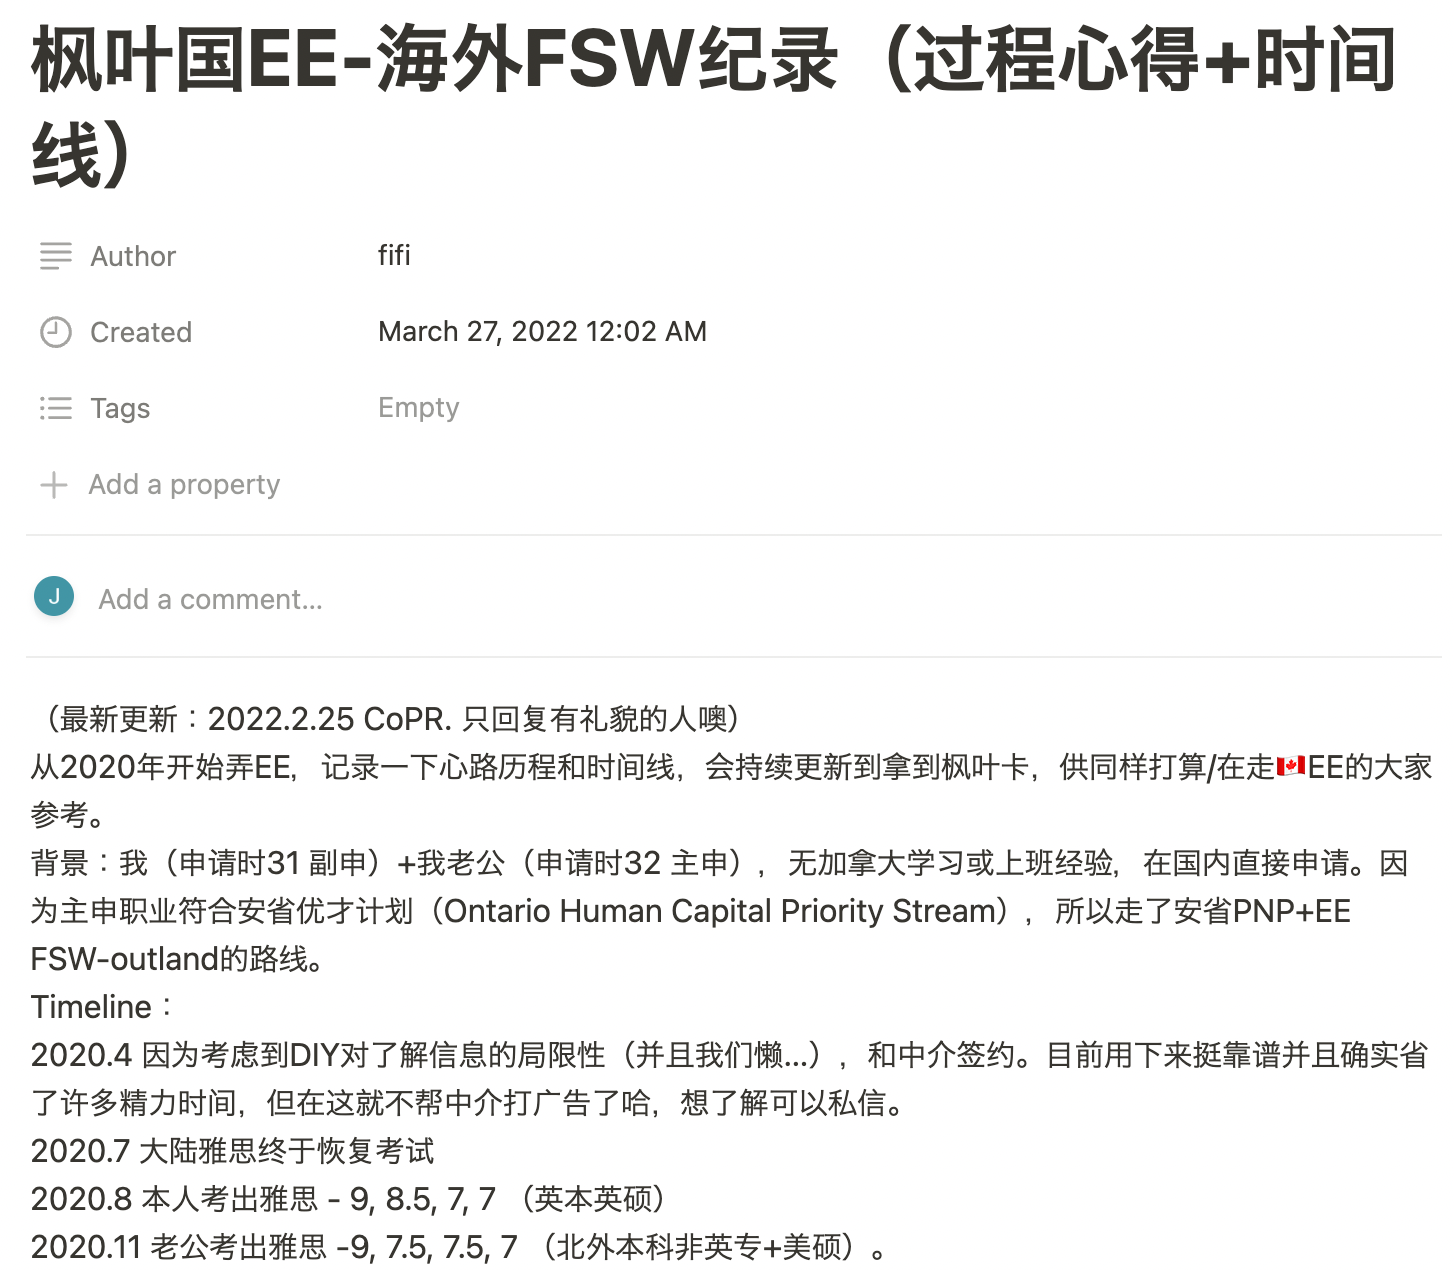 枫叶国EE-海外FSW纪录（过程心得+时间
线）
Author fifi
Created March 27, 2022 12:02 AM
Tags Empty
Add a property
J Add a comment...
（最新更新：2022.2.25 CoPR. 只回复有礼貌的人噢）
从2020年开始弄EE，记录一下心路历程和时间线，会持续更新到拿到枫叶卡，供同样打算/在走🇨🇦EE的大家
参考。
背景：我（申请时31 副申）+我老公（申请时32 主申），无加拿大学习或上班经验，在国内直接申请。因
为主申职业符合安省优才计划（Ontario Human Capital Priority Stream），所以走了安省PNP+EE
FSW-outland的路线。
Timeline：
2020.4 因为考虑到DIY对了解信息的局限性（并且我们懒...），和中介签约。目前用下来挺靠谱并且确实省
了许多精力时间，但在这就不帮中介打广告了哈，想了解可以私信。
2020.7 大陆雅思终于恢复考试
2020.8 本人考出雅思 - 9, 8.5, 7, 7 （英本英硕）
2020.11 老公考出雅思 -9, 7.5, 7.5, 7 （北外本科非英专+美硕）。